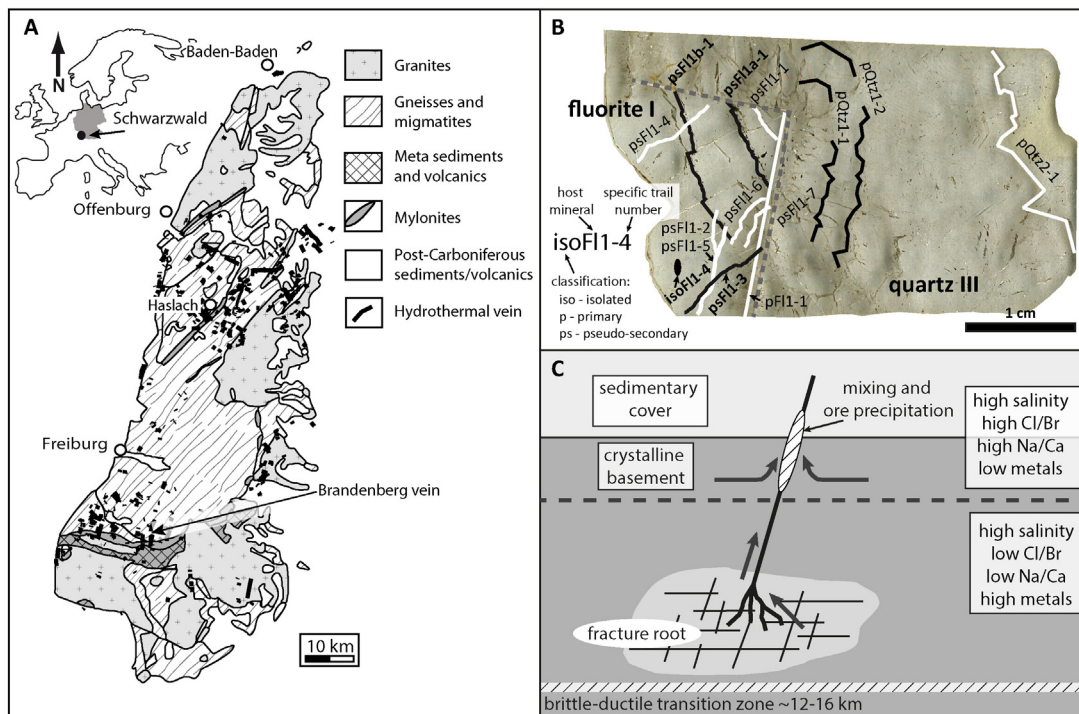 A
N
Schwarzwald
Baden-Baden
Offenburg
Haslach
Freiburg
Brandenberg vein
10 km
Granites
Gneisses and
migmatites
Meta sediments
and volcanics
Mylonites
Post-Carboniferous
sediments/volcanics
Hydrothermal vein
B
fluorite I
psFl1b-1
psFl1a-1
psFl1-1
psFl1-4
pQtz1-2
pQtz1-1
pQtz2-1
psFl1-6
psFl1-7
psFl1-2
psFl1-5
isoFl1-4
psFl1-3
pFl1-1
quartz III
1 cm
host
mineral
specific trail
number
isoFl1-4
classification:
iso - isolated
p - primary
ps - pseudo-secondary
C
sedimentary
cover
mixing and
ore precipitation
high salinity
high Cl/Br
high Na/Ca
low metals
crystalline
basement
high salinity
low Cl/Br
low Na/Ca
high metals
fracture root
brittle-ductile transition zone ~12-16 km